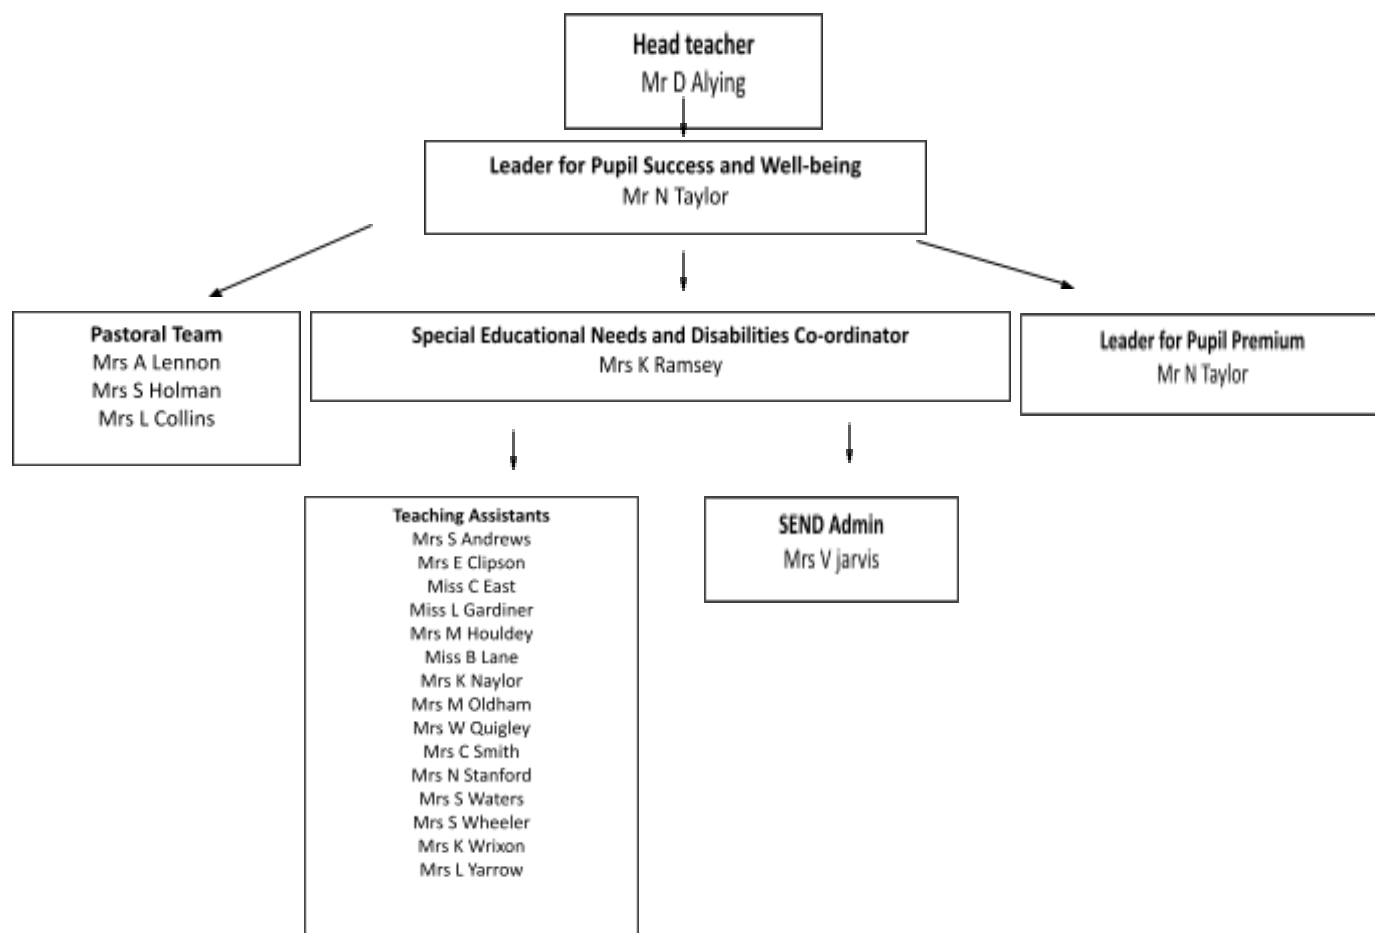 Head teacher
Mr D Alying
Leader for Pupil Success and Well-being
Mr N Taylor
Pastoral Team
Mrs A Lennon
Mrs S Holman
Mrs L Collins
Special Educational Needs and Disabilities Co-ordinator
Mrs K Ramsey
Leader for Pupil Premium
Mr N Taylor
Teaching Assistants
Mrs S Andrews
Mrs E Clipson
Miss C East
Miss L Gardiner
Mrs M Houldey
Miss B Lane
Mrs K Naylor
Mrs M Oldham
Mrs W Quigley
Mrs C Smith
Mrs N Stanford
Mrs S Waters
Mrs S Wheeler
Mrs K Wrixon
Mrs L Yarrow
SEND Admin
Mrs V jarvis